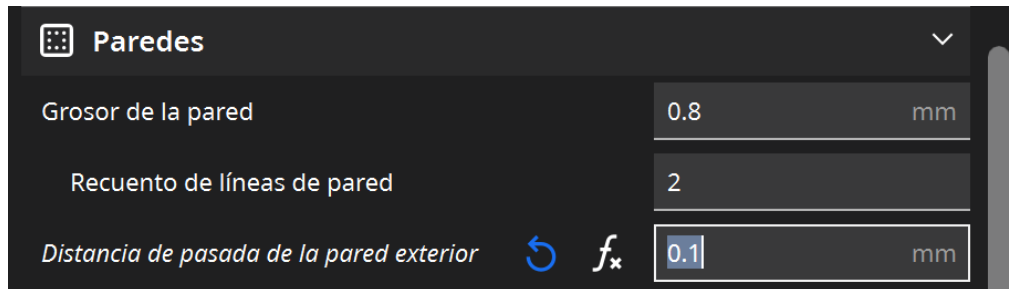 Paredes
Grosor de la pared 0.8 mm
Recuento de líneas de pared 2
Distancia de pasada de la pared exterior fx 0.1 mm